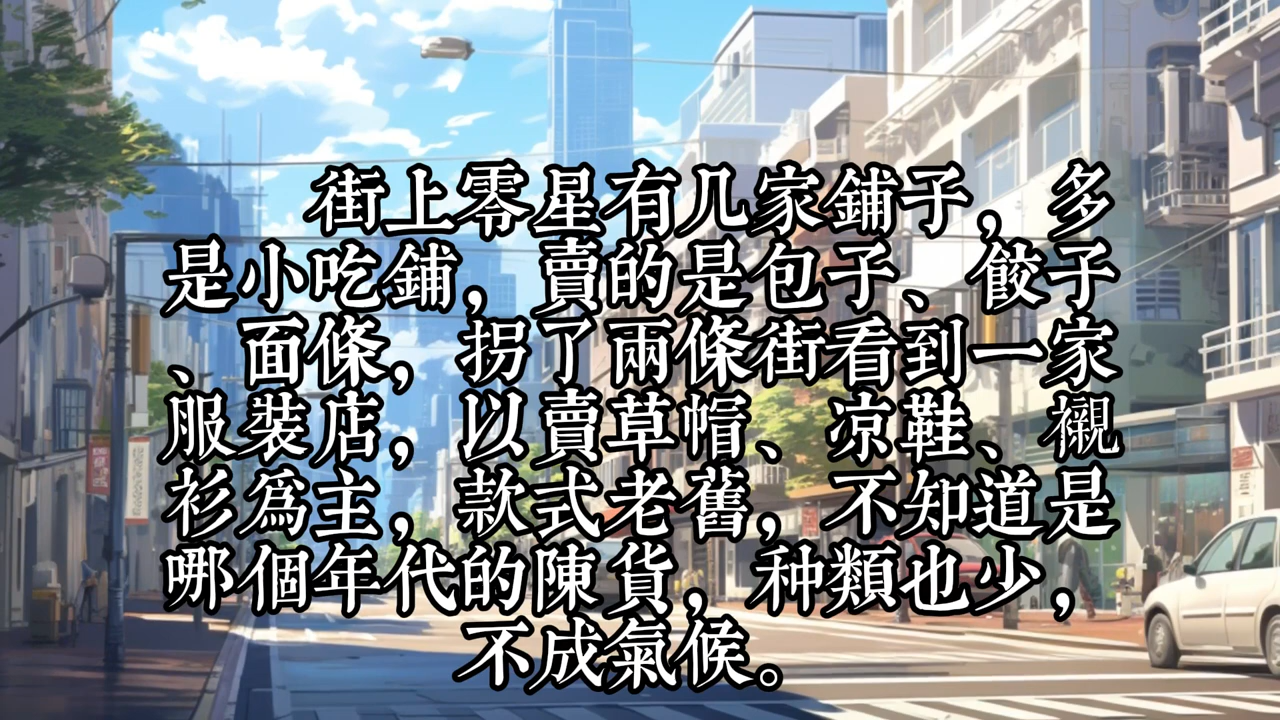 街上零星有几家鋪子，多
是小吃鋪，賣的是包子、餃子
、面條，拐了兩條街看到一家
服裝店，以賣草帽、凉鞋、襯
衫爲主，款式老舊，不知道是
哪個年代的陳貨，种類也少，
不成氣候。